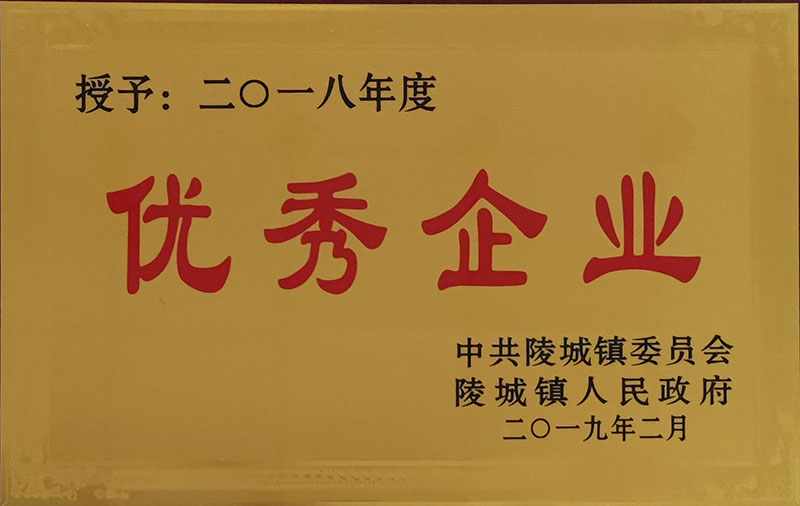 授予：二〇一八年度
优秀企业
中共陵城镇委员会
陵城镇人民政府
二〇一九年二月